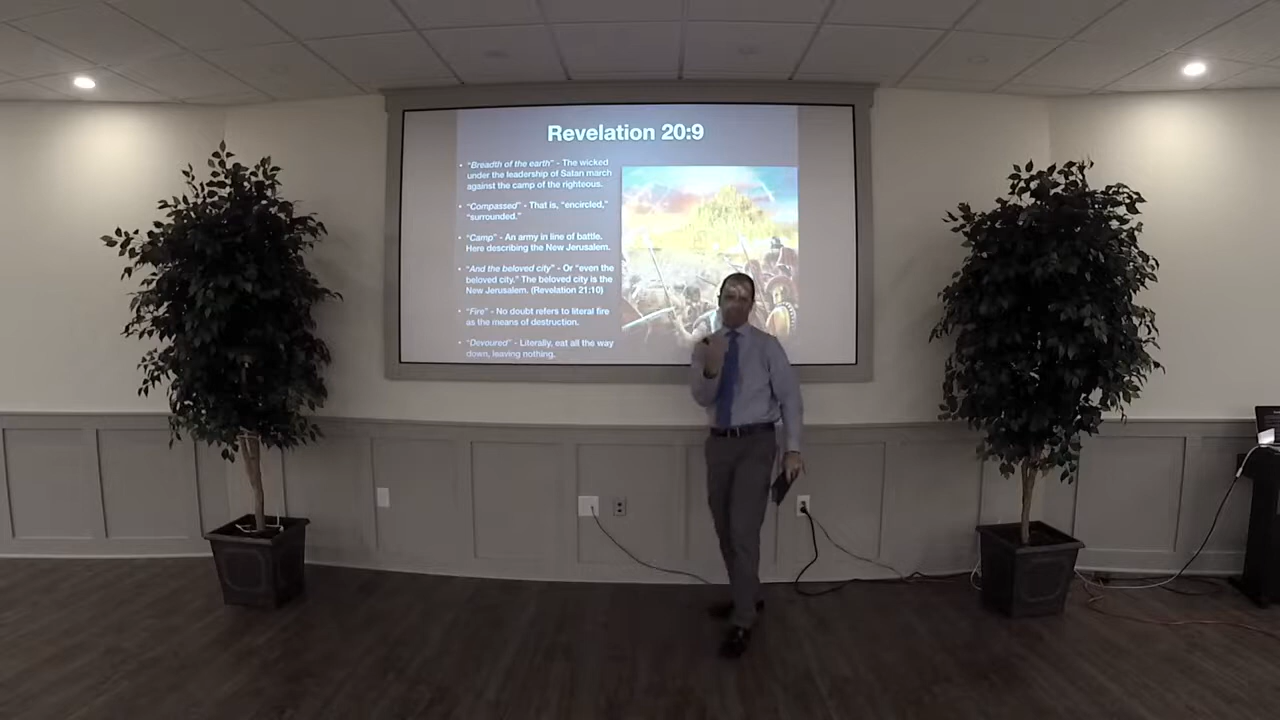 Revelation 20:9
• "Breadth of the earth" - The wicked
under the leadership of Satan march
against the camp of the righteous.
• "Compassed" - That is, "encircled,"
"surrounded."
• "Camp" - An army in line of battle.
Here describing the New Jerusalem.
• "And the beloved city" - Or "even the
beloved city." The beloved city is the
New Jerusalem. (Revelation 21:10)
• "Fire" - No doubt refers to literal fire
as the means of destruction.
• "Devoured" - Literally, eat all the way
down, leaving nothing.